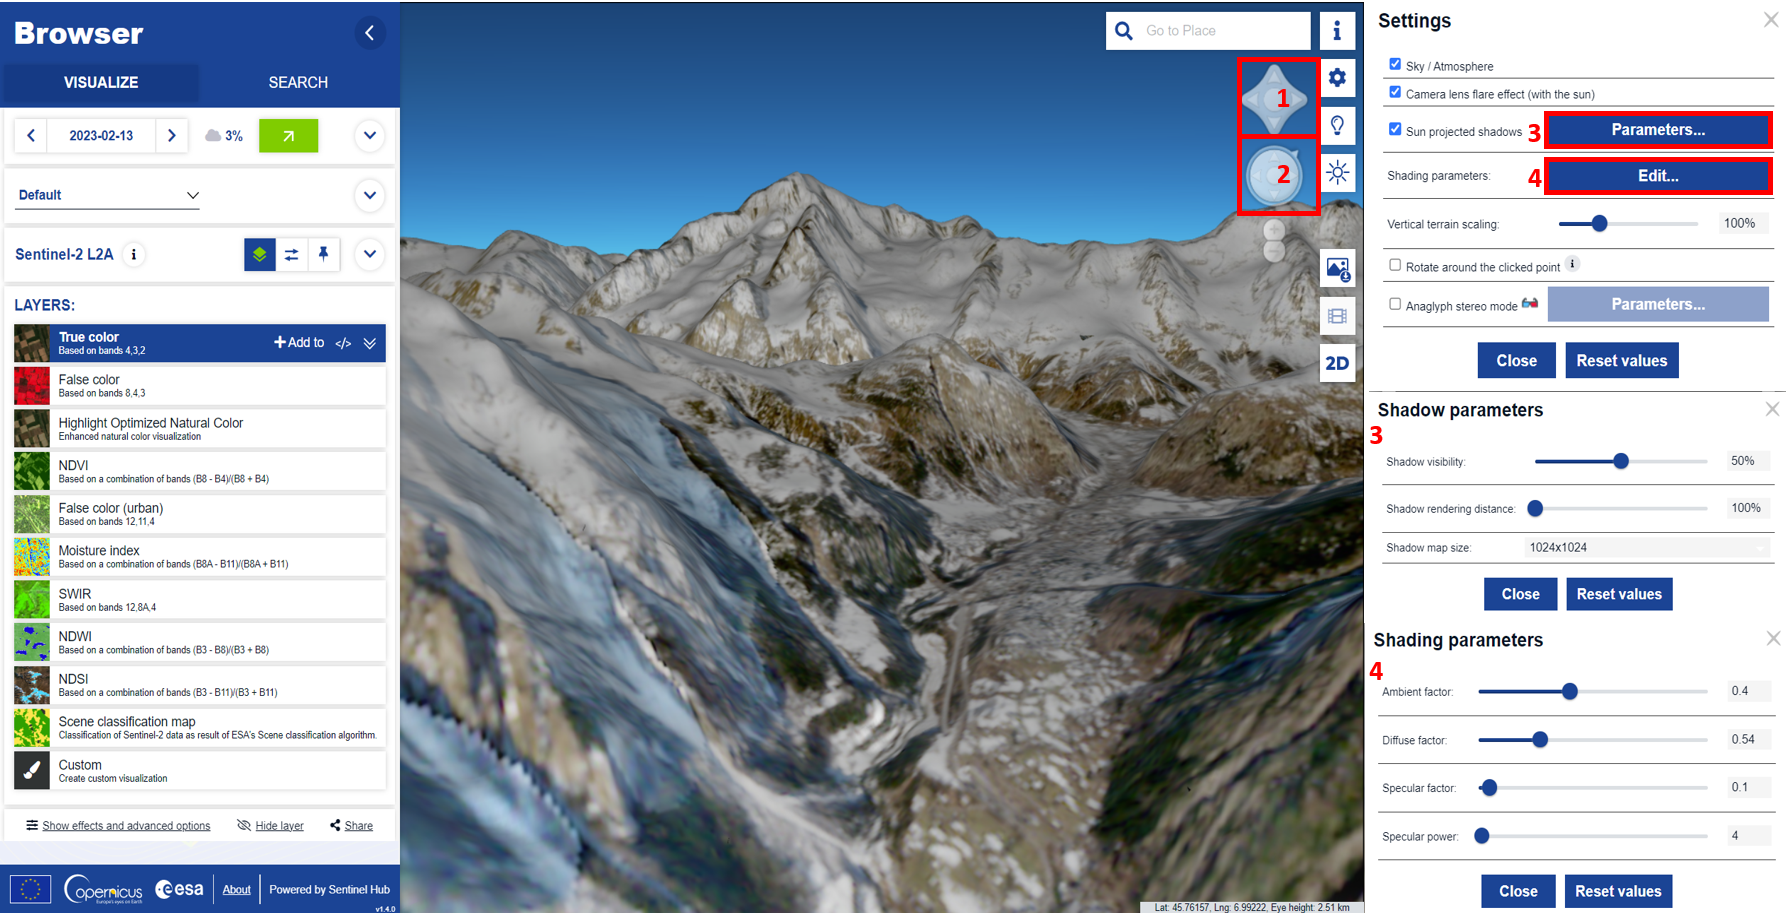 Browser
VISUALIZE
SEARCH
2023-02-13
3%
Default
Sentinel-2 L2A
i
LAYERS:
True color
Based on bands 4,3,2
+Add to
</>
False color
Based on bands 8,4,3
Highlight Optimized Natural Color
Enhanced natural color visualization
NDVI
Based on a combination of bands (B8 - B4)/(B8 + B4)
False color (urban)
Based on bands 12,11,4
Moisture index
Based on a combination of bands (B8A - B11)/(B8A + B11)
SWIR
Based on bands 12,8A,4
NDWI
Based on a combination of bands (B3 - B8)/(B3 + B8)
NDSI
Based on a combination of bands (B3 - B11)/(B3 + B11)
Scene classification map
Classification of Sentinel-2 data as result of ESA's Scene classification algorithm.
Custom
Create custom visualization
Show effects and advanced options
Hide layer
Share
opernicus
Europe's eyes on Earth
esa
About
Powered by Sentinel Hub
v1.4.0
Go to Place
i
1
2
2D
Lat: 45.76157, Lng: 6.99222, Eye height: 2.51 km
Settings
Sky / Atmosphere
Camera lens flare effect (with the sun)
Sun projected shadows
3
Parameters...
Shading parameters:
4
Edit...
Vertical terrain scaling:
100%
Rotate around the clicked point
i
Anaglyph stereo mode
Parameters...
Close
Reset values
Shadow parameters
3
Shadow visibility:
50%
Shadow rendering distance:
100%
Shadow map size:
1024x1024
Close
Reset values
Shading parameters
4
Ambient factor:
0.4
Diffuse factor:
0.54
Specular factor:
0.1
Specular power:
4
Close
Reset values